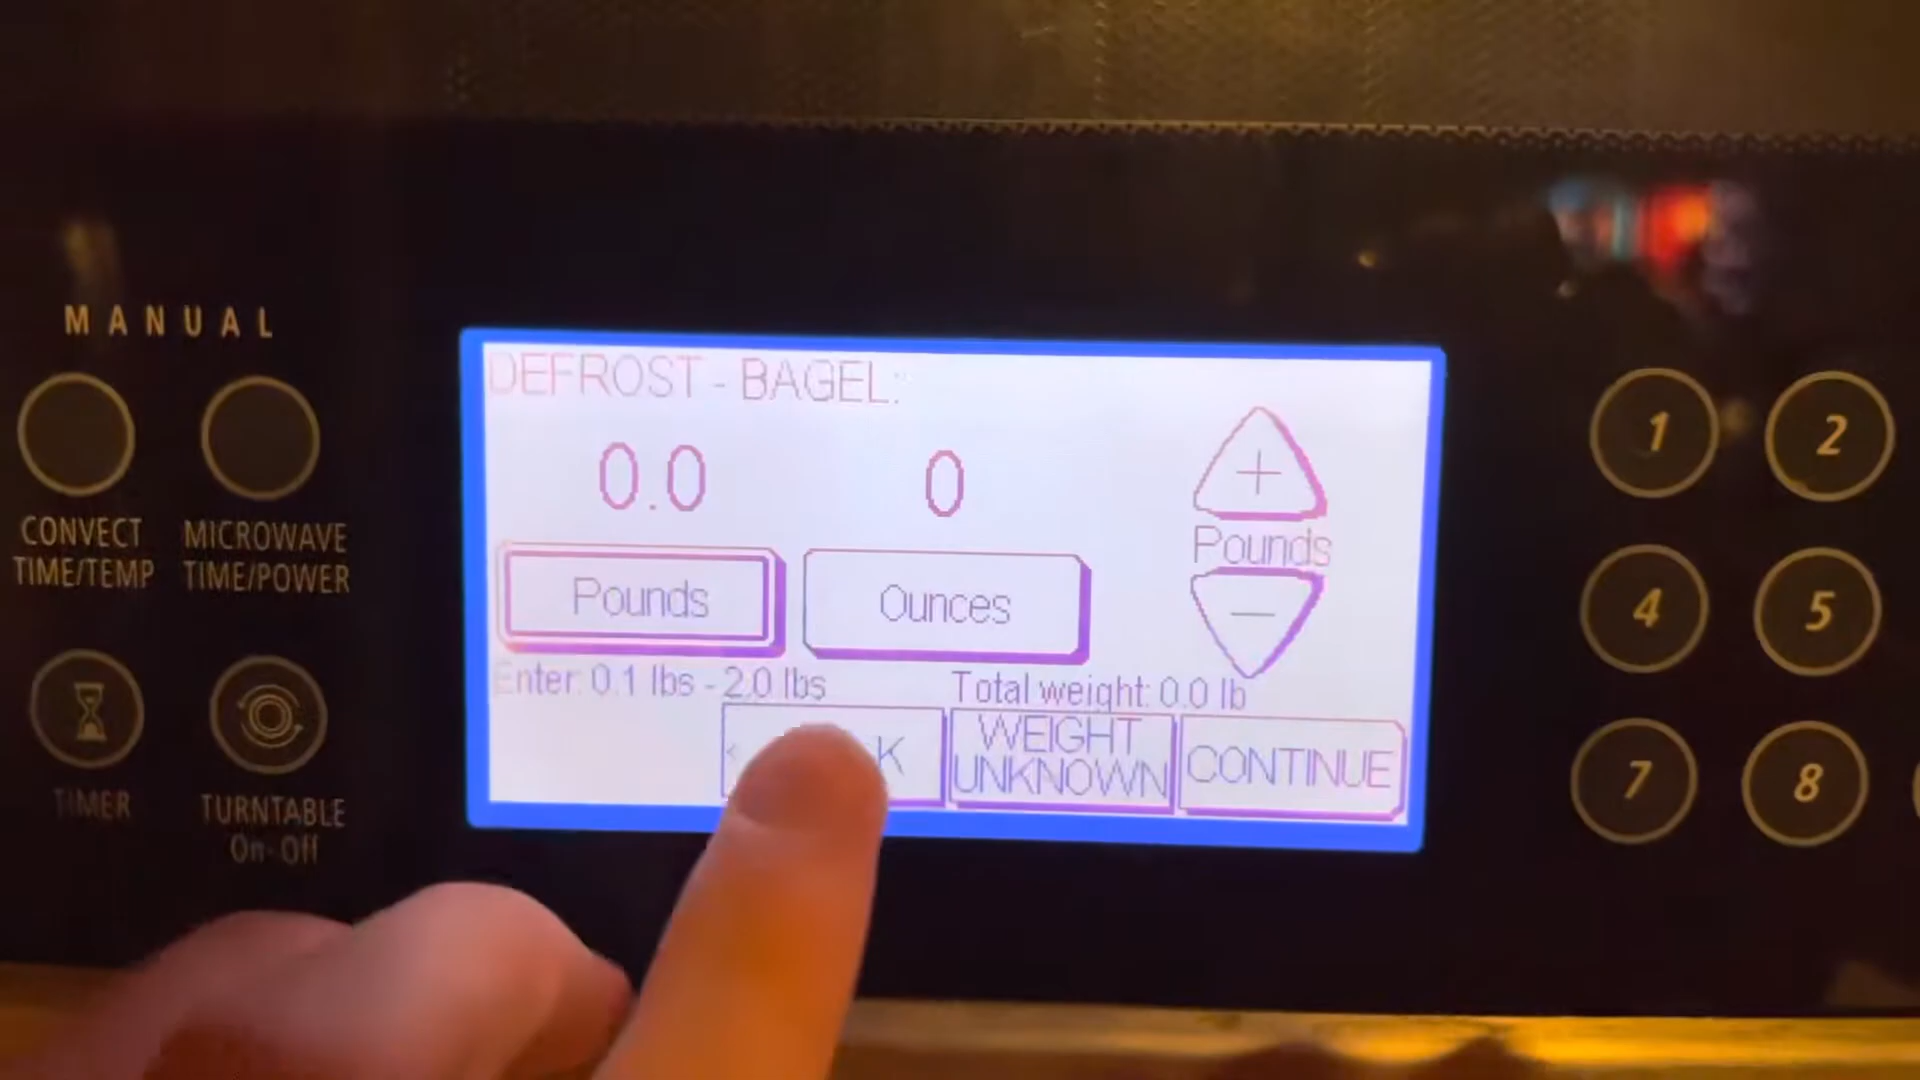 MANUAL
CONVECT
TIME/TEMP
MICROWAVE
TIME/POWER
TIMER
TURNTABLE
On-Off
DEFROST - BAGEL:
0.0 0
Pounds Ounces
+
Pounds
−
Enter: 0.1 lbs - 2.0 lbs Total weight: 0.0 lb
WEIGHT
UNKNOWN
CONTINUE
1 2
4 5
7 8